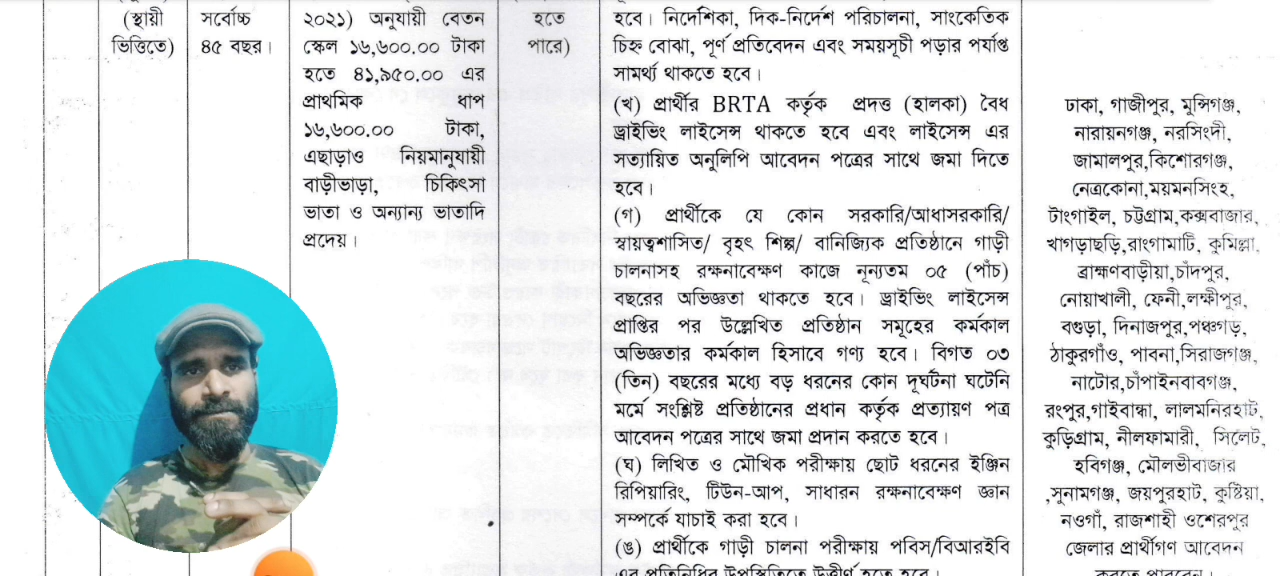 (স্থায়ী
ভিত্তিতে)
সর্বোচ্চ
৪৫ বছর।
২০২১) অনুযায়ী বেতন
স্কেল ১৬,৬০০.০০ টাকা
হতে ৪১,৯৫০.০০ এর
প্রাথমিক ধাপ
১৬,৬০০.০০ টাকা,
এছাড়াও নিয়মানুযায়ী
বাড়ীভাড়া, চিকিৎসা
ভাতা ও অন্যান্য ভাতাদি
প্রদেয়।
হতে
পারে)
হবে। নির্দেশিকা, দিক-নির্দেশ পরিচালনা, সাংকেতিক
চিহ্ন বোঝা, পূর্ণ প্রতিবেদন এবং সময়সূচী পড়ার পর্যাপ্ত
সামর্থ্য থাকতে হবে।
(খ) প্রার্থীর BRTA কর্তৃক প্রদত্ত (হালকা) বৈধ
ড্রাইভিং লাইসেন্স থাকতে হবে এবং লাইসেন্স এর
সত্যায়িত অনুলিপি আবেদন পত্রের সাথে জমা দিতে
হবে।
(গ) প্রার্থীকে যে কোন সরকারি/আধাসরকারি/
স্বায়ত্বশাসিত/ বৃহৎ শিল্প/ বানিজ্যিক প্রতিষ্ঠানে গাড়ী
চালনাসহ রক্ষনাবেক্ষণ কাজে নূন্যতম ০৫ (পাঁচ)
বছরের অভিজ্ঞতা থাকতে হবে। ড্রাইভিং লাইসেন্স
প্রাপ্তির পর উল্লেখিত প্রতিষ্ঠান সমূহের কর্মকাল
অভিজ্ঞতার কর্মকাল হিসাবে গণ্য হবে। বিগত ০৩
(তিন) বছরের মধ্যে বড় ধরনের কোন দূর্ঘটনা ঘটেনি
মর্মে সংশ্লিষ্ট প্রতিষ্ঠানের প্রধান কর্তৃক প্রত্যায়ণ পত্র
আবেদন পত্রের সাথে জমা প্রদান করতে হবে।
(ঘ) লিখিত ও মৌখিক পরীক্ষায় ছোট ধরনের ইঞ্জিন
রিপিয়ারিং, টিউন-আপ, সাধারন রক্ষনাবেক্ষণ জ্ঞান
সম্পর্কে যাচাই করা হবে।
(ঙ) প্রার্থীকে গাড়ী চালনা পরীক্ষায় পবিস/বিআরইবি
এর প্রতিনিধির উপস্থিতিতে উত্তীর্ণ হতে হবে।
ঢাকা, গাজীপুর, মুন্সিগঞ্জ,
নারায়নগঞ্জ, নরসিংদী,
জামালপুর,কিশোরগঞ্জ,
নেত্রকোনা,ময়মনসিংহ,
টাংগাইল, চট্টগ্রাম,কক্সবাজার,
খাগড়াছড়ি,রাংগামাটি, কুমিল্লা,
ব্রাহ্মণবাড়ীয়া,চাঁদপুর,
নোয়াখালী, ফেনী,লক্ষীপুর,
বগুড়া, দিনাজপুর,পঞ্চগড়,
ঠাকুরগাঁও, পাবনা,সিরাজগঞ্জ,
নাটোর,চাঁপাইনবাবগঞ্জ,
রংপুর,গাইবান্ধা, লালমনিরহাট,
কুড়িগ্রাম, নীলফামারী, সিলেট,
হবিগঞ্জ, মৌলভীবাজার
,সুনামগঞ্জ, জয়পুরহাট, কুষ্টিয়া,
নওগাঁ, রাজশাহী ওশেরপুর
জেলার প্রার্থীগণ আবেদন
করতে পারবেন।